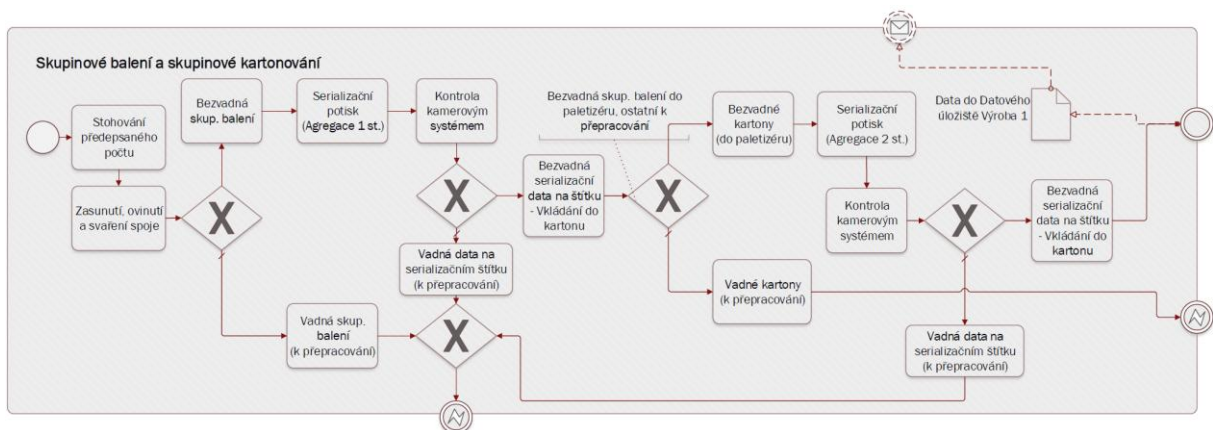 Skupinové balení a skupinové kartonování
Stohování
předepsaného
počtu
Zasunutí, ovinutí
a svaření spoje
Bezvadná
skup. balení
Serializační
potisk
(Agregace 1 st.)
Kontrola
kamerovým
systémem
X
Vadná skup.
balení
(k přepracování)
X
Vadná data na
serializačním štítku
(k přepracování)
X
Bezvadná
serializační
data na štítku
- Vkládání do
kartonu
Bezvadná skup. balení do
paletizéru, ostatní k
přepracování
X
Bezvadné
kartony
(do paletizéru)
Serializační
potisk
(Agregace 2 st.)
Kontrola
kamerovým
systémem
X
Vadné kartony
(k přepracování)
Bezvadná
serializační
data na štítku
- Vkládání do
kartonu
Vadná data na
serializačním štítku
(k přepracování)
Data do Datového
úložiště Výroba 1